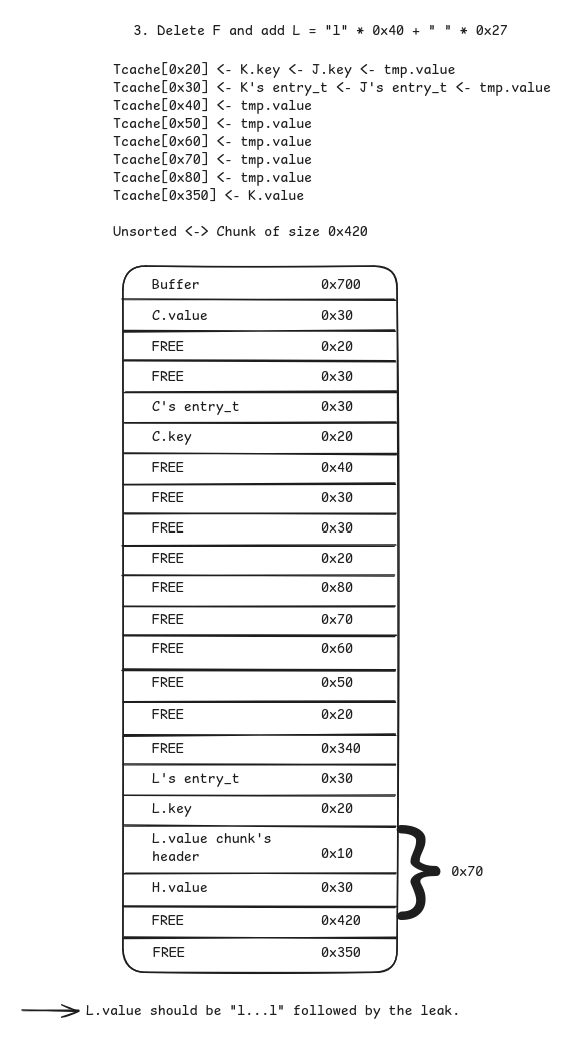 3. Delete F and add L = "l" * 0x40 + " " * 0x27
Tcache[0x20] <- K.key <- J.key <- tmp.value
Tcache[0x30] <- K's entry_t <- J's entry_t <- tmp.value
Tcache[0x40] <- tmp.value
Tcache[0x50] <- tmp.value
Tcache[0x60] <- tmp.value
Tcache[0x70] <- tmp.value
Tcache[0x80] <- tmp.value
Tcache[0x350] <- K.value
Unsorted <-> Chunk of size 0x420
Buffer 0x700
C.value 0x30
FREE 0x20
FREE 0x30
C's entry_t 0x30
C.key 0x20
FREE 0x40
FREE 0x30
FREE 0x30
FREE 0x20
FREE 0x80
FREE 0x70
FREE 0x60
FREE 0x50
FREE 0x20
FREE 0x340
L's entry_t 0x30
L.key 0x20
L.value chunk's
header 0x10
0x70
H.value 0x30
FREE 0x420
FREE 0x350
L.value should be "l...l" followed by the leak.